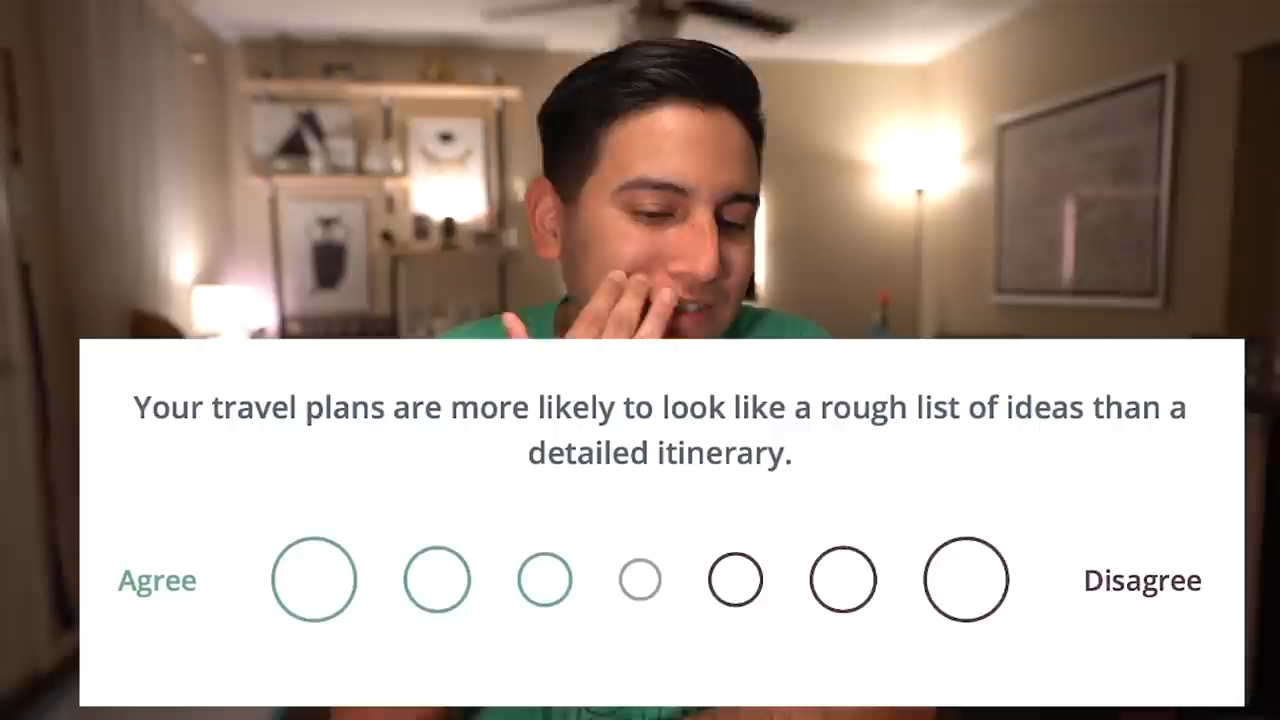 Your travel plans are more likely to look like a rough list of ideas than a
detailed itinerary.
Agree
Disagree